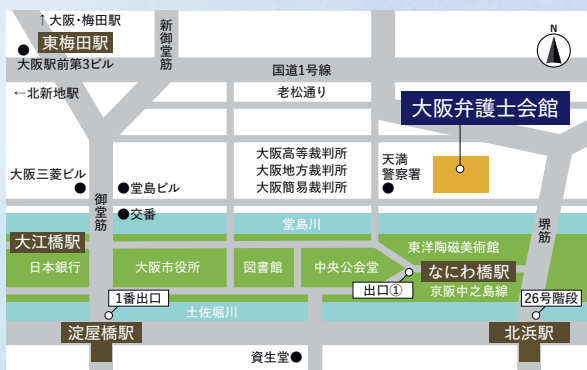 ↑大阪・梅田駅
東梅田駅
大阪駅前第3ビル
←北新地駅
新御堂筋
国道1号線
老松通り
N
大阪弁護士会館
大阪高等裁判所
大阪地方裁判所
大阪簡易裁判所
天満
警察署
大阪三菱ビル
御堂筋
堂島ビル
交番
堂島川
堺筋
大江橋駅
東洋陶磁美術館
日本銀行
大阪市役所
図書館
中央公会堂
なにわ橋駅
出口①
京阪中之島線
1番出口
土佐堀川
26号階段
淀屋橋駅
北浜駅
資生堂